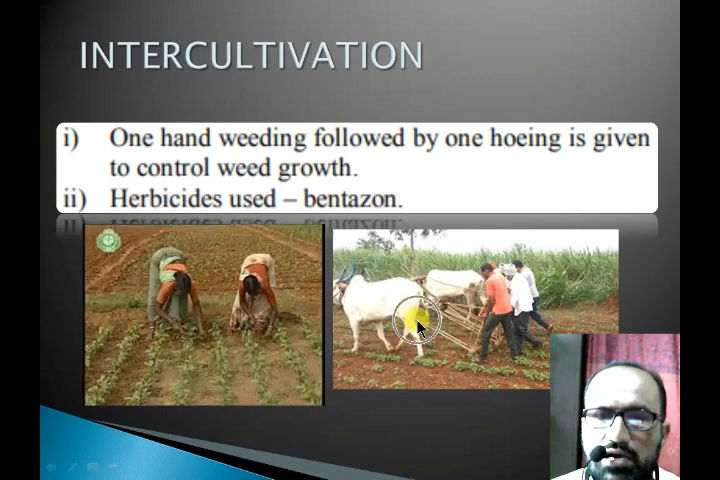 INTERCULTIVATION
i) One hand weeding followed by one hoeing is given
to control weed growth.
ii) Herbicides used – bentazon.